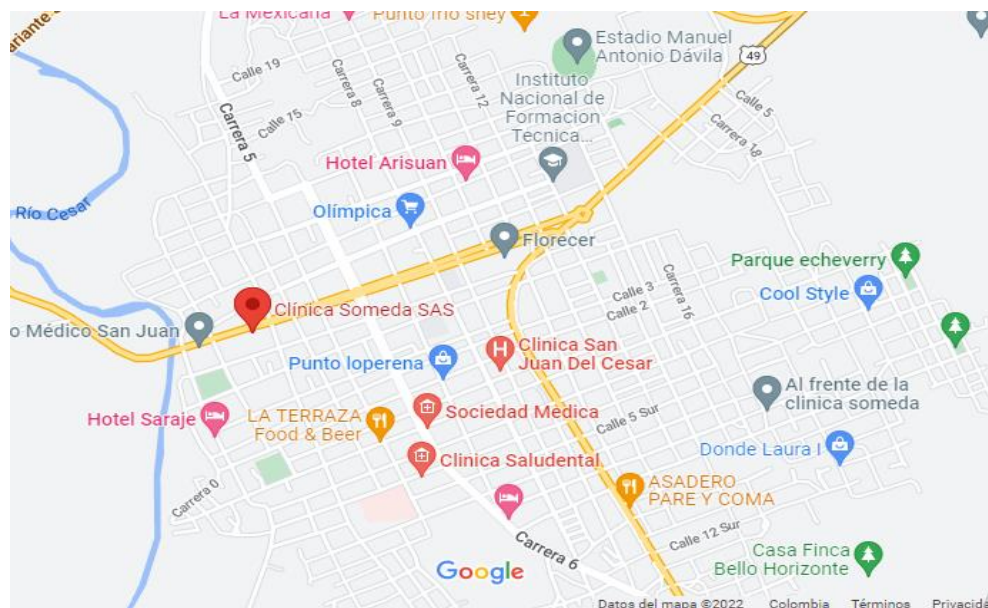 La Mexicana
Punto frio sney
Estadio Manuel
Antonio Dávila
49
ariante
Calle 19
Carrera 8
Carrera 9
Carrera 12
Calle 5
Carrera 18
Instituto
Nacional de
Formacion
Tecnica...
Calle 15
Carrera 5
Hotel Arisuan
Río Cesar
Olímpica
Florecer
Parque echeverry
Carrera 16
Calle 3
Calle 2
Cool Style
Clínica Someda SAS
o Médico San Juan
Punto loperena
H
Clinica San
Juan Del Cesar
Al frente de la
clinica someda
Hotel Saraje
LA TERRAZA
Food & Beer
Sociedad Médica
Calle 5 Sur
Clinica Saludental
Donde Laura I
Carrera 0
ASADERO
PARE Y COMA
Calle 12 Sur
Carrera 6
Casa Finca
Bello Horizonte
Google
Datos del mapa ©2022 Colombia Términos Privacida